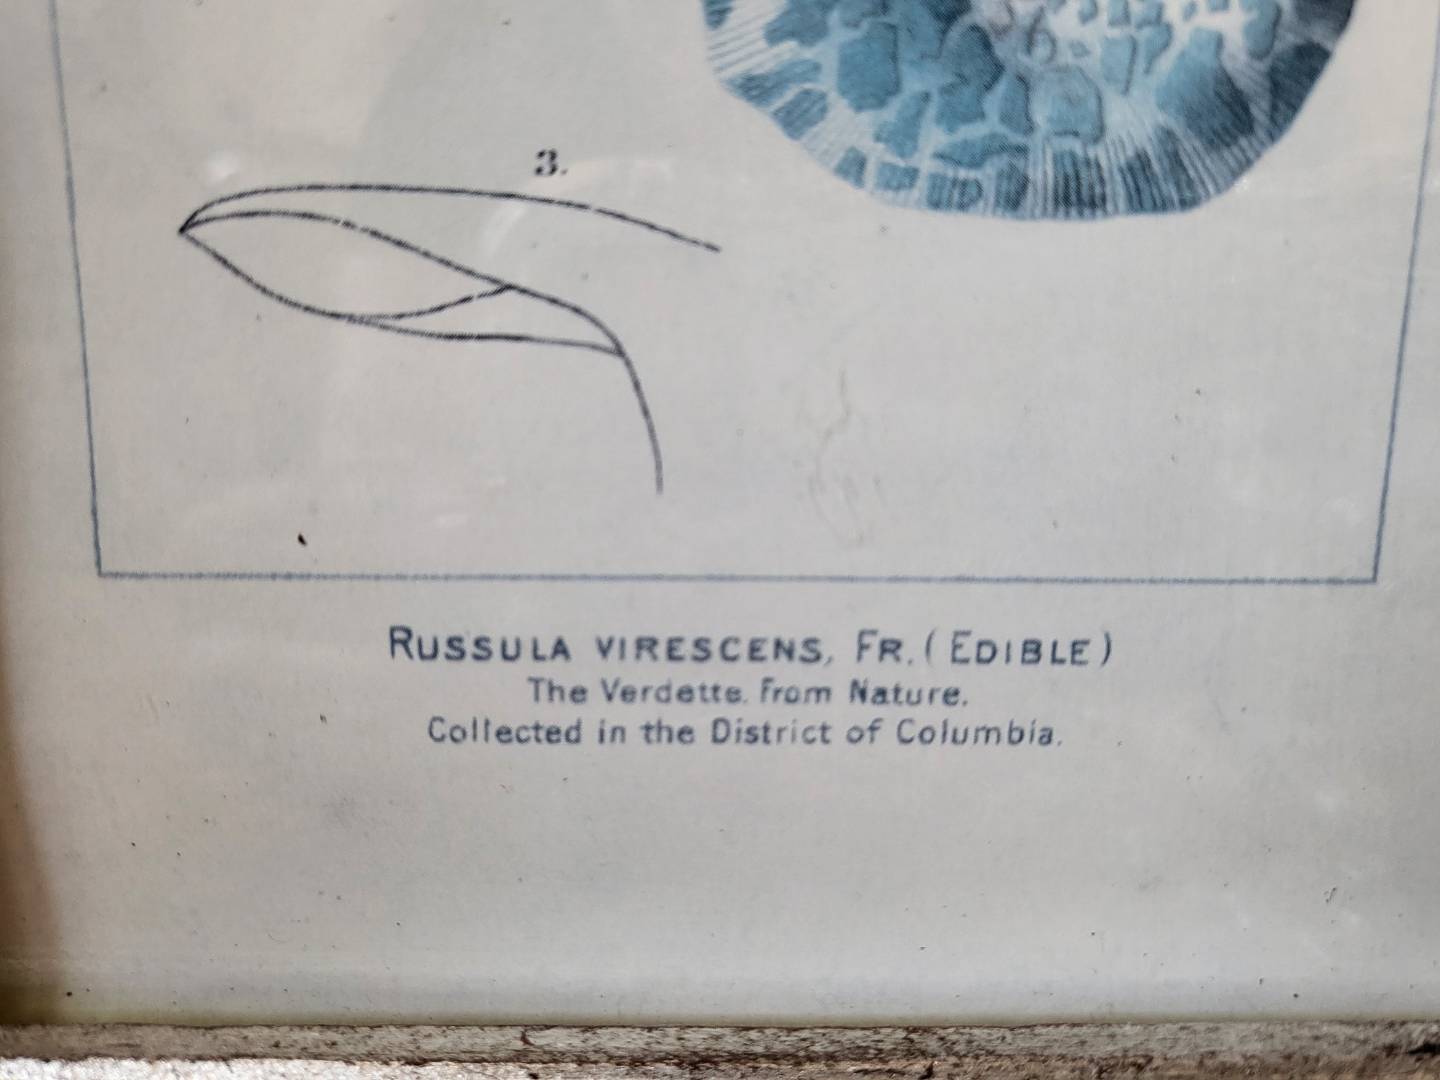 3.
RUSSULA VIRESCENS, FR. (EDIBLE)
The Verdette. From Nature.
Collected in the District of Columbia.